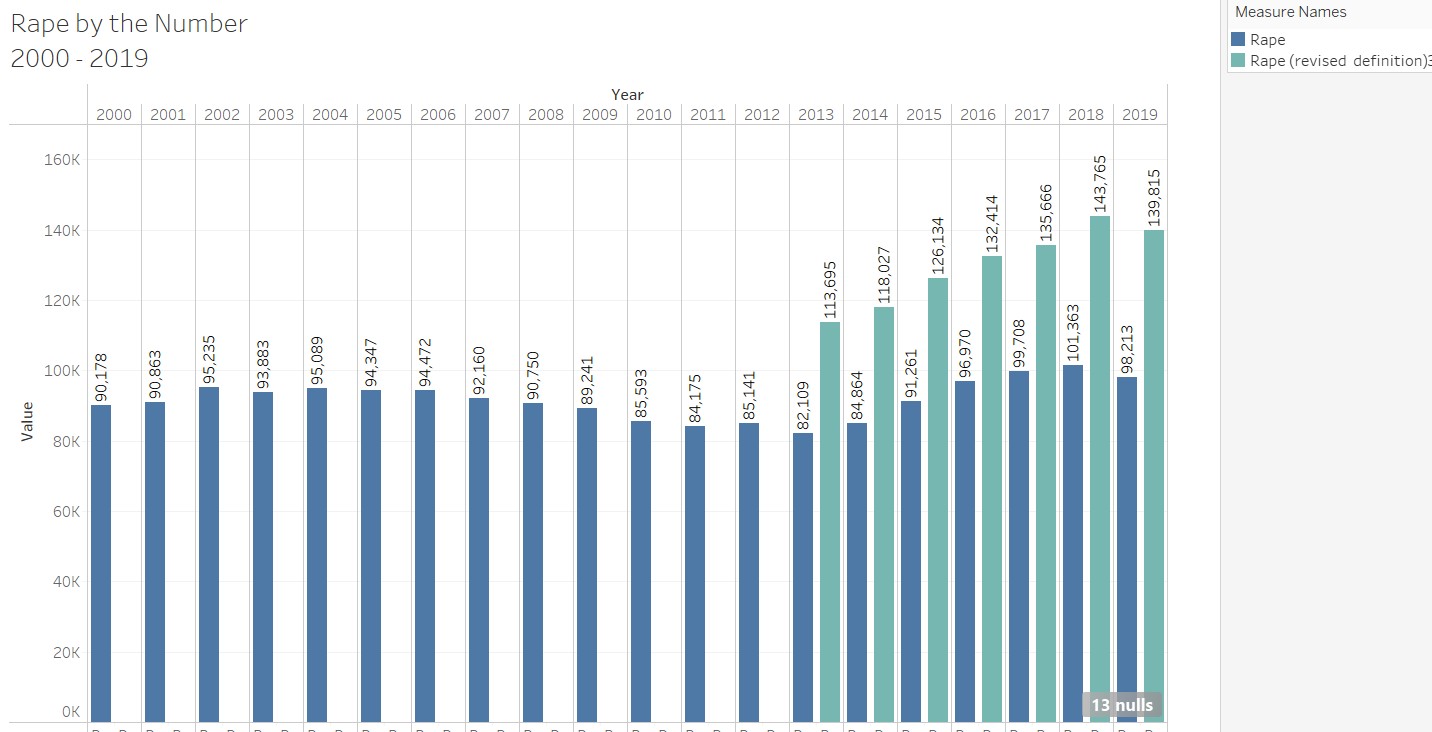 Rape by the Number
2000 - 2019
Measure Names
Rape
Rape (revised definition)3
Year
2000 2001 2002 2003 2004 2005 2006 2007 2008 2009 2010 2011 2012 2013 2014 2015 2016 2017 2018 2019
160K
140K
120K
100K
80K
60K
40K
20K
0K
Value
90,178
90,863
95,235
93,883
95,089
94,347
94,472
92,160
90,750
89,241
85,593
84,175
85,141
82,109
113,695
84,864
118,027
91,261
126,134
96,970
132,414
99,708
135,666
101,363
143,765
98,213
139,815
13 nulls